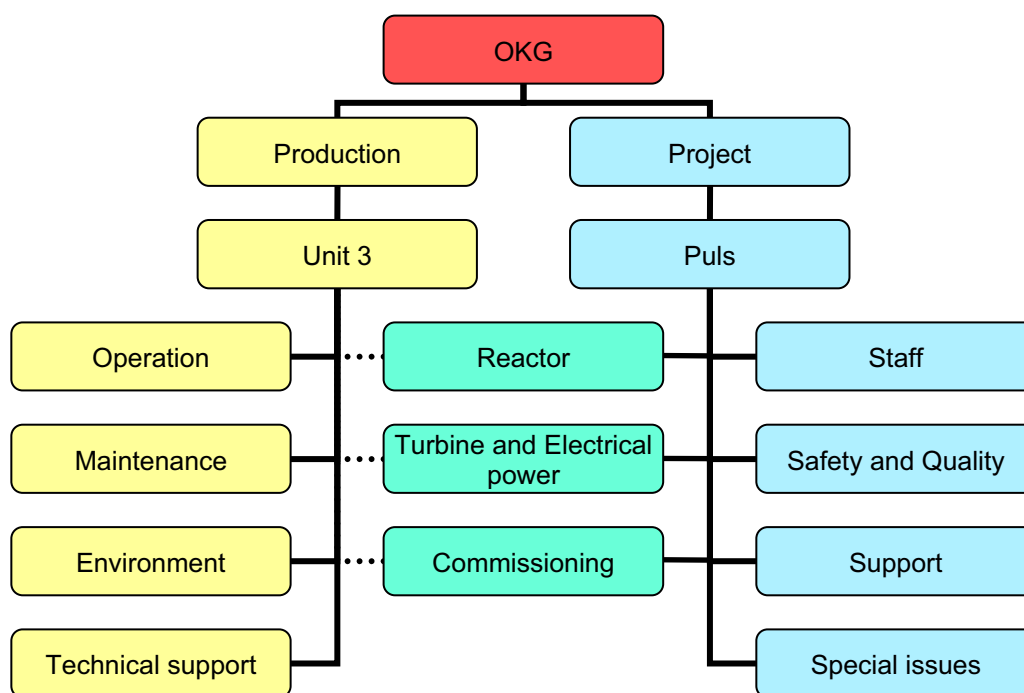 OKG
Production
Project
Unit 3
Puls
Operation
Reactor
Staff
Maintenance
Turbine and Electrical
power
Safety and Quality
Environment
Commissioning
Support
Technical support
Special issues